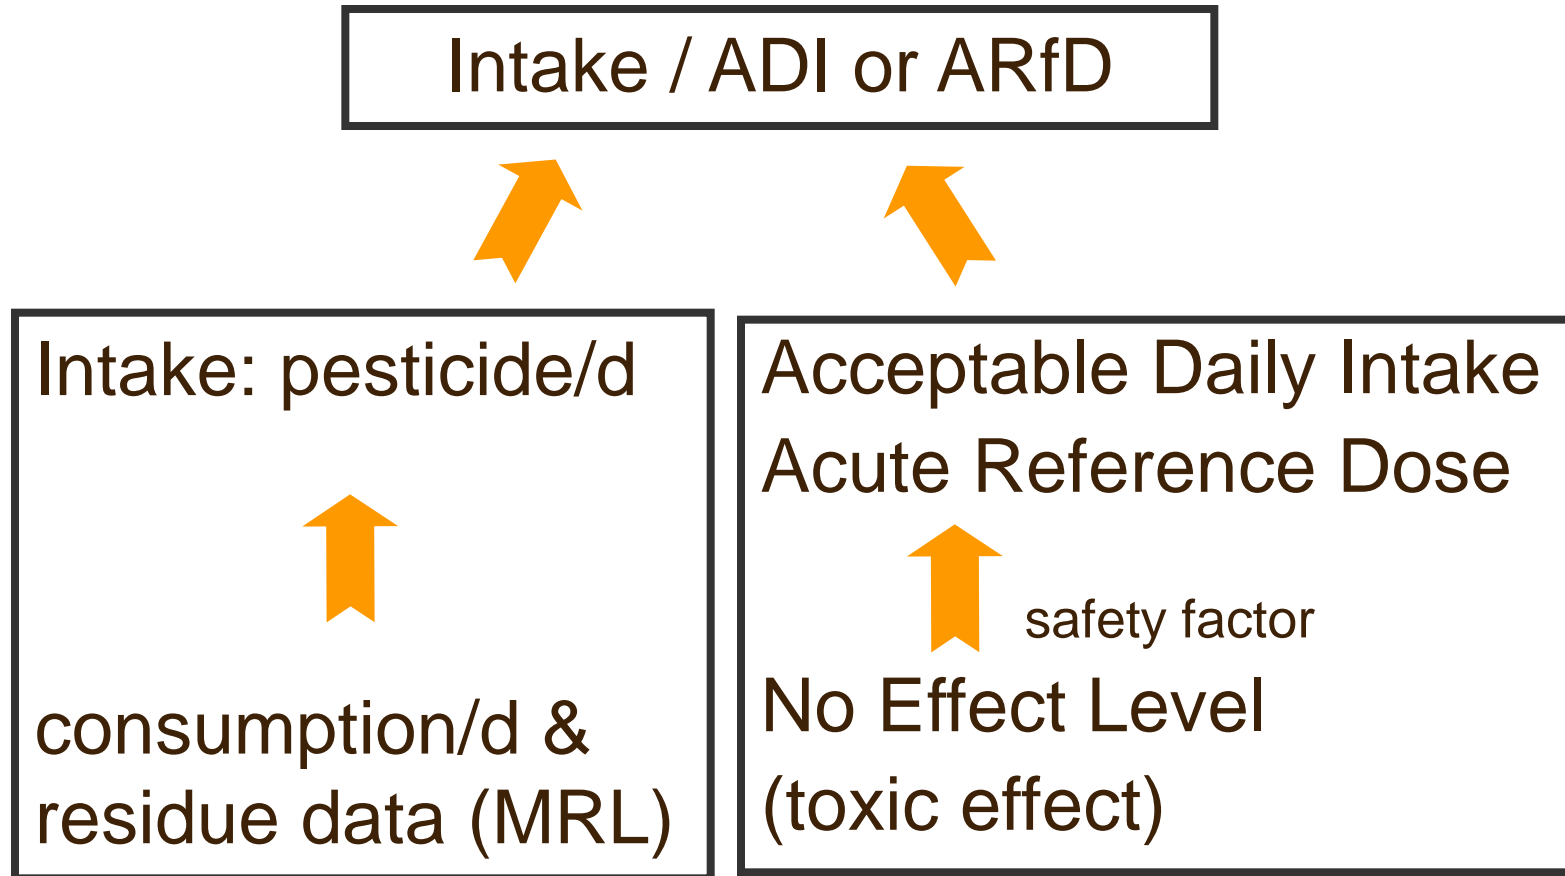 Intake / ADI or ARfD
Intake: pesticide/d
consumption/d &
residue data (MRL)
Acceptable Daily Intake
Acute Reference Dose
safety factor
No Effect Level
(toxic effect)